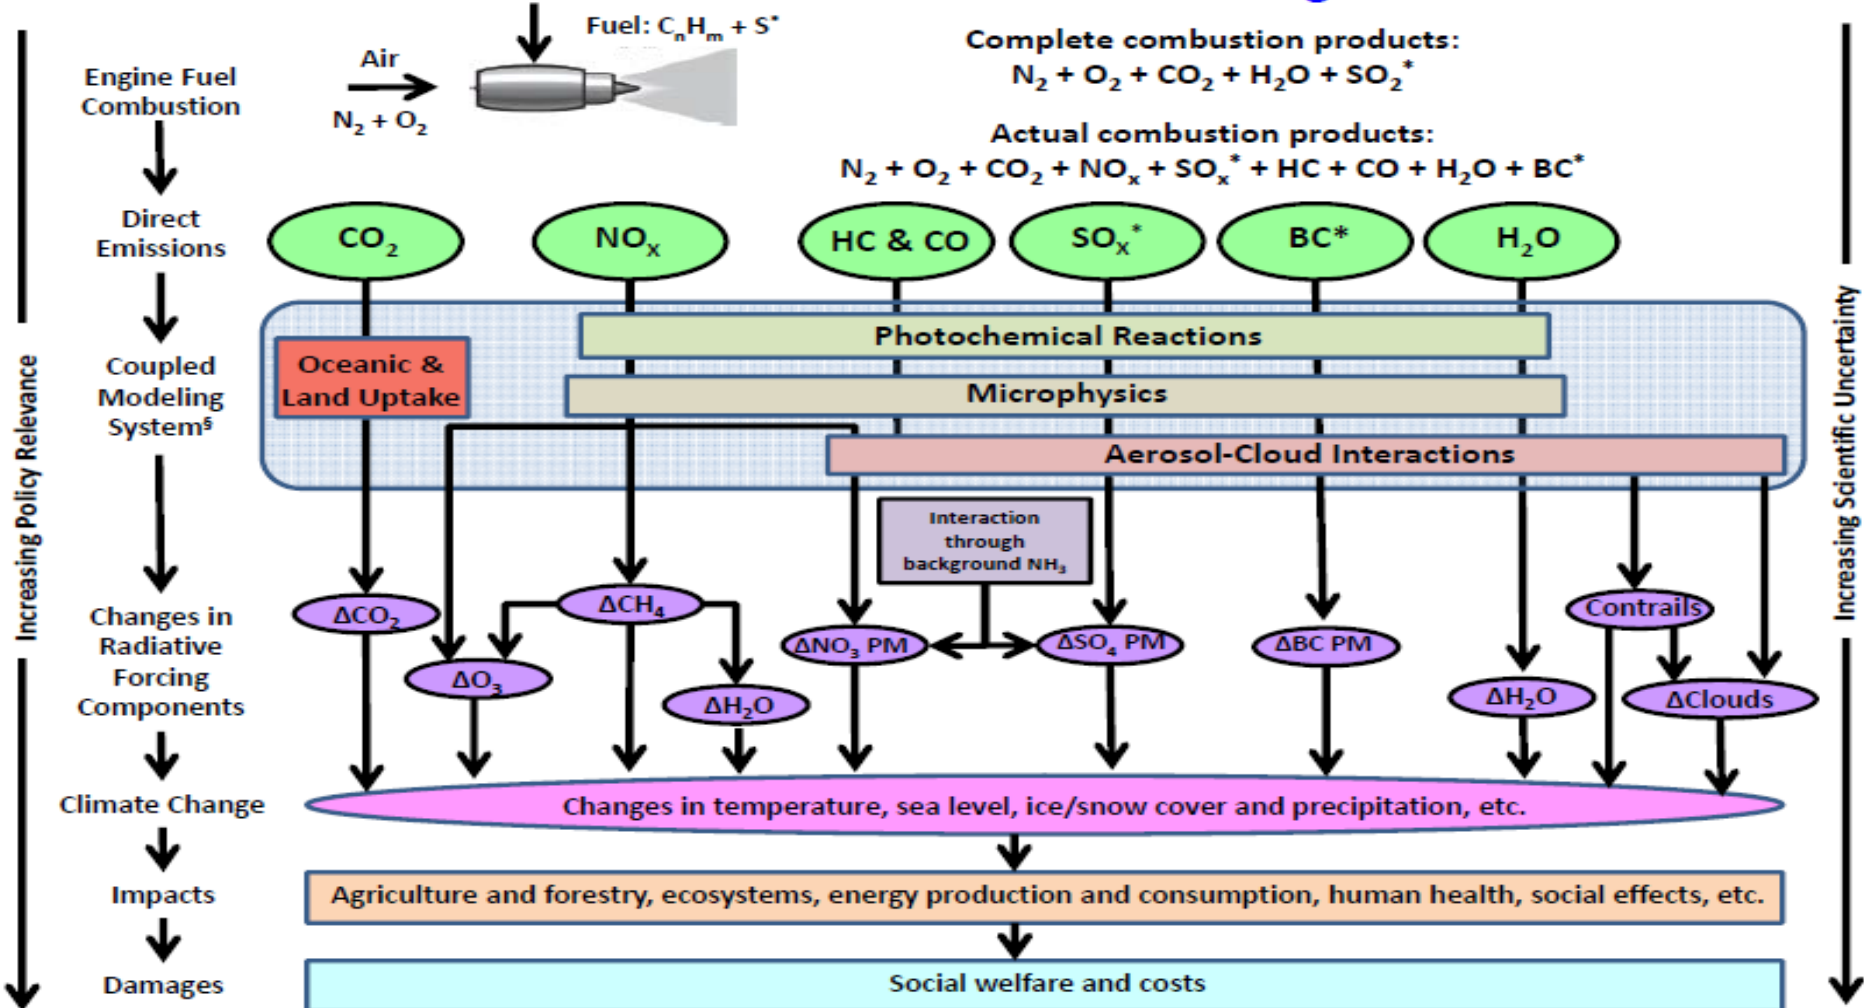 Fuel: CₙHₘ + S*
Air
N₂ + O₂
Engine Fuel
Combustion
Complete combustion products:
N₂ + O₂ + CO₂ + H₂O + SO₂*
Actual combustion products:
N₂ + O₂ + CO₂ + NOₓ + SOₓ* + HC + CO + H₂O + BC*
Direct
Emissions
CO₂
NOₓ
HC & CO
SOₓ*
BC*
H₂O
Coupled
Modeling
System§
Oceanic &
Land Uptake
Photochemical Reactions
Microphysics
Aerosol-Cloud Interactions
Interaction
through
background NH₃
Changes in
Radiative
Forcing
Components
ΔCO₂
ΔO₃
ΔCH₄
ΔH₂O
ΔNO₃ PM
ΔSO₄ PM
ΔBC PM
ΔH₂O
Contrails
ΔClouds
Climate Change
Changes in temperature, sea level, ice/snow cover and precipitation, etc.
Impacts
Agriculture and forestry, ecosystems, energy production and consumption, human health, social effects, etc.
Damages
Social welfare and costs
Increasing Policy Relevance
Increasing Scientific Uncertainty